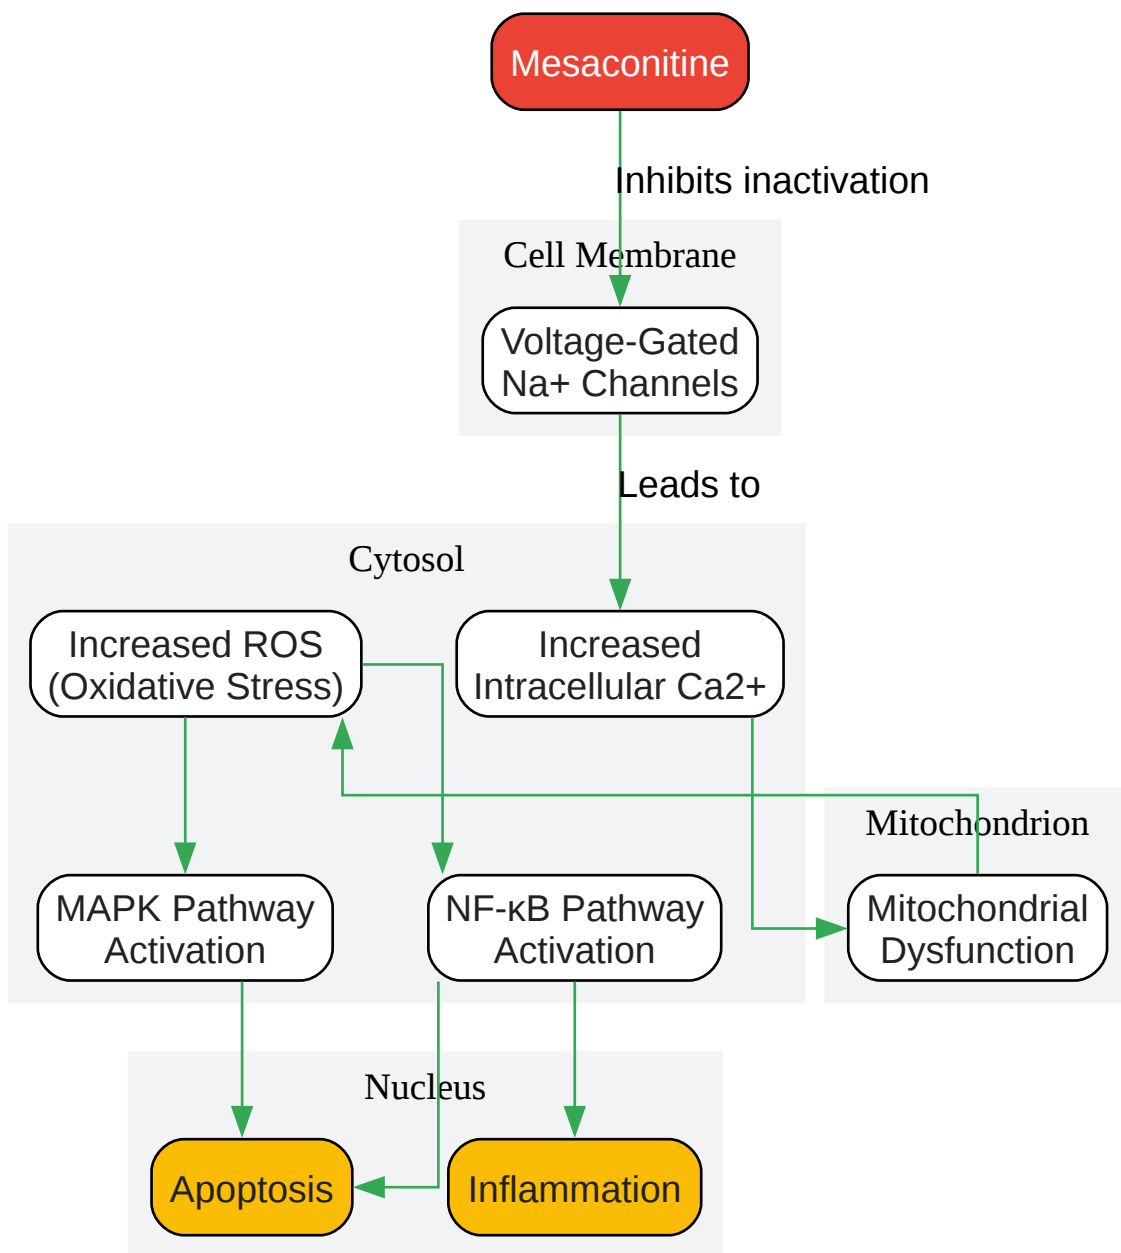 Mesaconitine
Inhibits inactivation
Cell Membrane
Voltage-Gated
Na+ Channels
Leads to
Cytosol
Increased ROS
(Oxidative Stress)
Increased
Intracellular Ca2+
Mitochondrion
MAPK Pathway
Activation
NF-κB Pathway
Activation
Mitochondrial
Dysfunction
Nucleus
Apoptosis
Inflammation